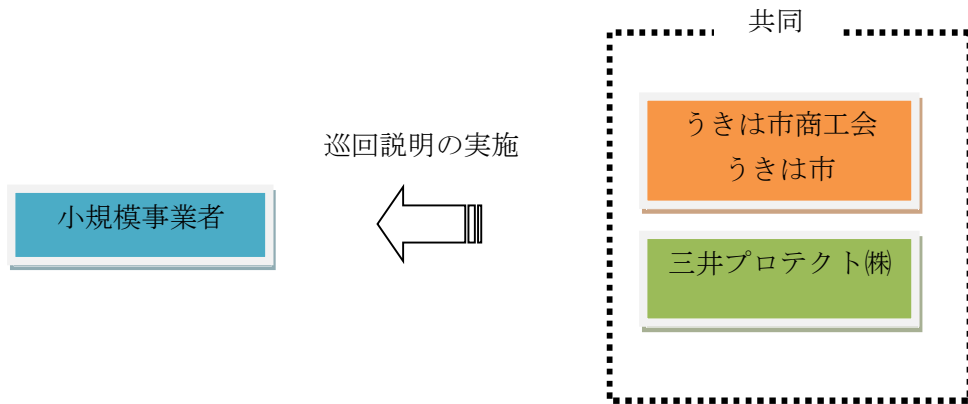 共同
うきは市商工会
うきは市
巡回説明の実施
小規模事業者
三井プロテクト㈱